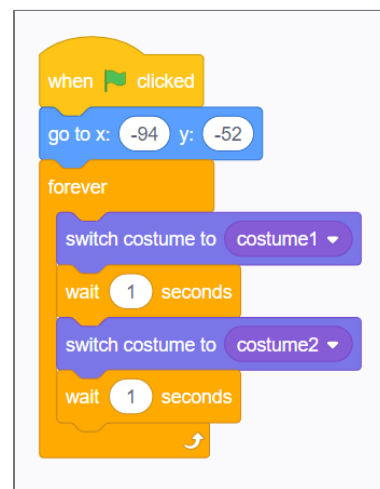 when clicked
go to x: -94 y: -52
forever
switch costume to costume1
wait 1 seconds
switch costume to costume2
wait 1 seconds